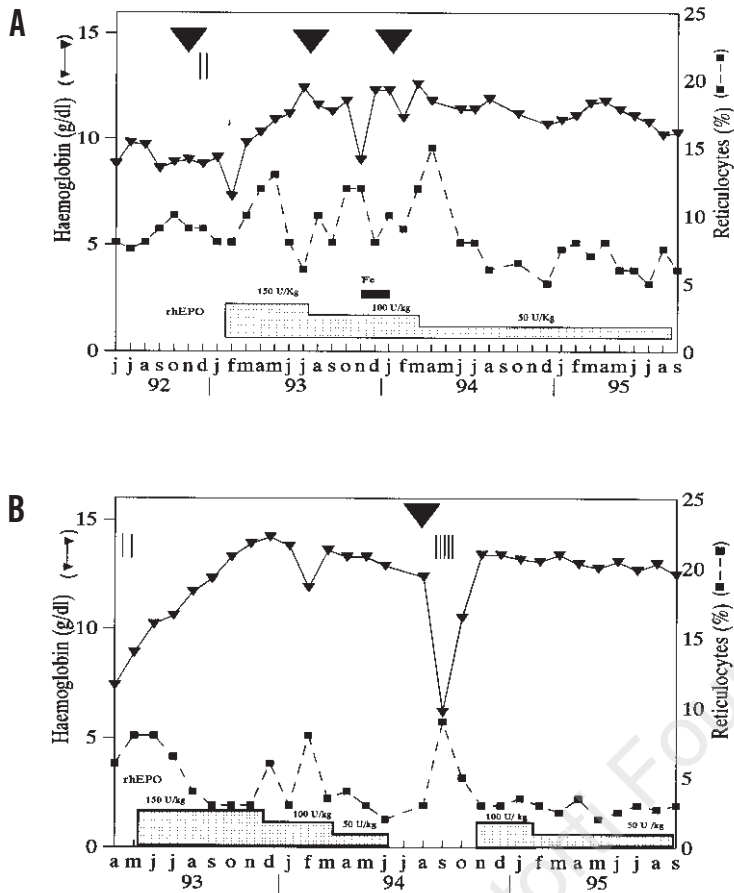 A
15
10
5
0
Haemoglobin (g/dl)
25
20
15
10
5
0
Reticulocytes (%)
rhEPO
150 U/Kg
Fe
100 U/kg
50 U/Kg
j j a s o n d j f m a m j j a s o n d j f m a m j j a s o n d j f m a m j j a s
92 93 94 95
B
15
10
5
0
Haemoglobin (g/dl)
25
20
15
10
5
0
Reticulocytes (%)
rhEPO
150 U/kg
100 U/kg
50 U/kg
100 U/ kg
50 U/kg
a m j j a s o n d j f m a m j j a s o n d j f m a m j j a s
93 94 95
orti Fou